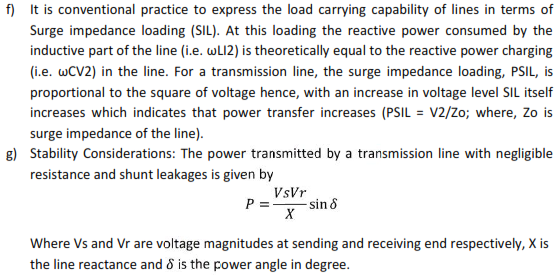 f) It is conventional practice to express the load carrying capability of lines in terms of
Surge impedance loading (SIL). At this loading the reactive power consumed by the
inductive part of the line (i.e. ωLI2) is theoretically equal to the reactive power charging
(i.e. ωCV2) in the line. For a transmission line, the surge impedance loading, PSIL, is
proportional to the square of voltage hence, with an increase in voltage level SIL itself
increases which indicates that power transfer increases (PSIL = V2/Zo; where, Zo is
surge impedance of the line).
g) Stability Considerations: The power transmitted by a transmission line with negligible
resistance and shunt leakages is given by
P = VsVr/X sin δ
Where Vs and Vr are voltage magnitudes at sending and receiving end respectively, X is
the line reactance and δ is the power angle in degree.